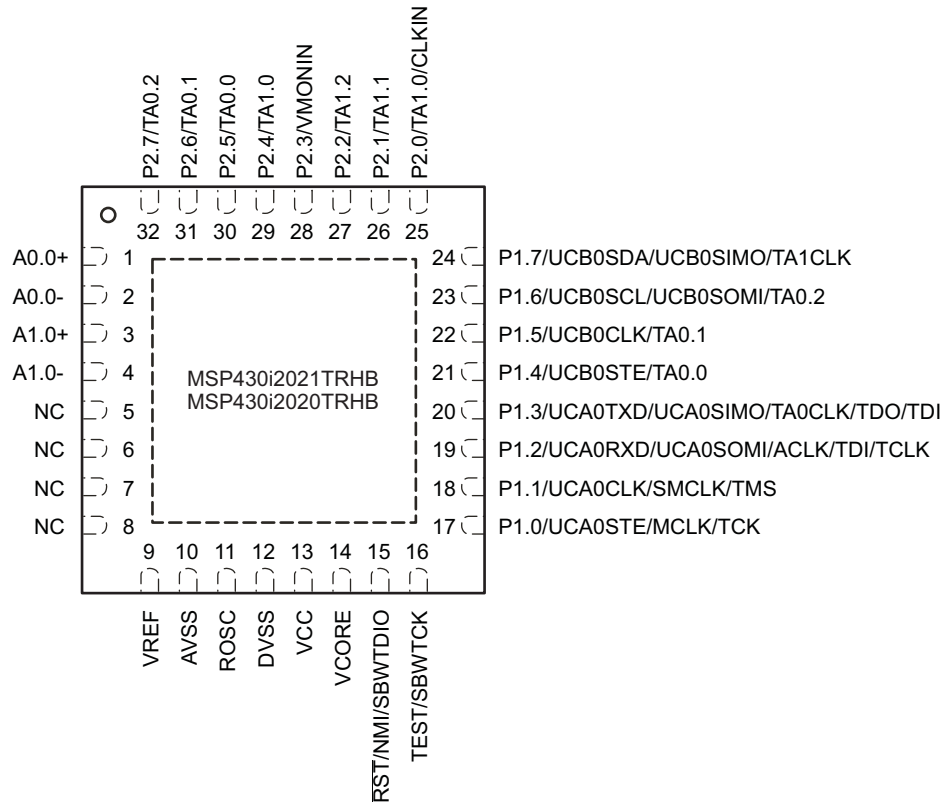 P2.7/TA0.2
P2.6/TA0.1
P2.5/TA0.0
P2.4/TA1.0
P2.3/VMONIN
P2.2/TA1.2
P2.1/TA1.1
P2.0/TA1.0/CLKIN
32 31 30 29 28 27 26 25
A0.0+ 1
A0.0- 2
A1.0+ 3
A1.0- 4
NC 5
NC 6
NC 7
NC 8
MSP430i2021TRHB
MSP430i2020TRHB
24 P1.7/UCB0SDA/UCB0SIMO/TA1CLK
23 P1.6/UCB0SCL/UCB0SOMI/TA0.2
22 P1.5/UCB0CLK/TA0.1
21 P1.4/UCB0STE/TA0.0
20 P1.3/UCA0TXD/UCA0SIMO/TA0CLK/TDO/TDI
19 P1.2/UCA0RXD/UCA0SOMI/ACLK/TDI/TCLK
18 P1.1/UCA0CLK/SMCLK/TMS
17 P1.0/UCA0STE/MCLK/TCK
9 10 11 12 13 14 15 16
VREF
AVSS
ROSC
DVSS
VCC
VCORE
RST/NMI/SBWTDIO
TEST/SBWTCK